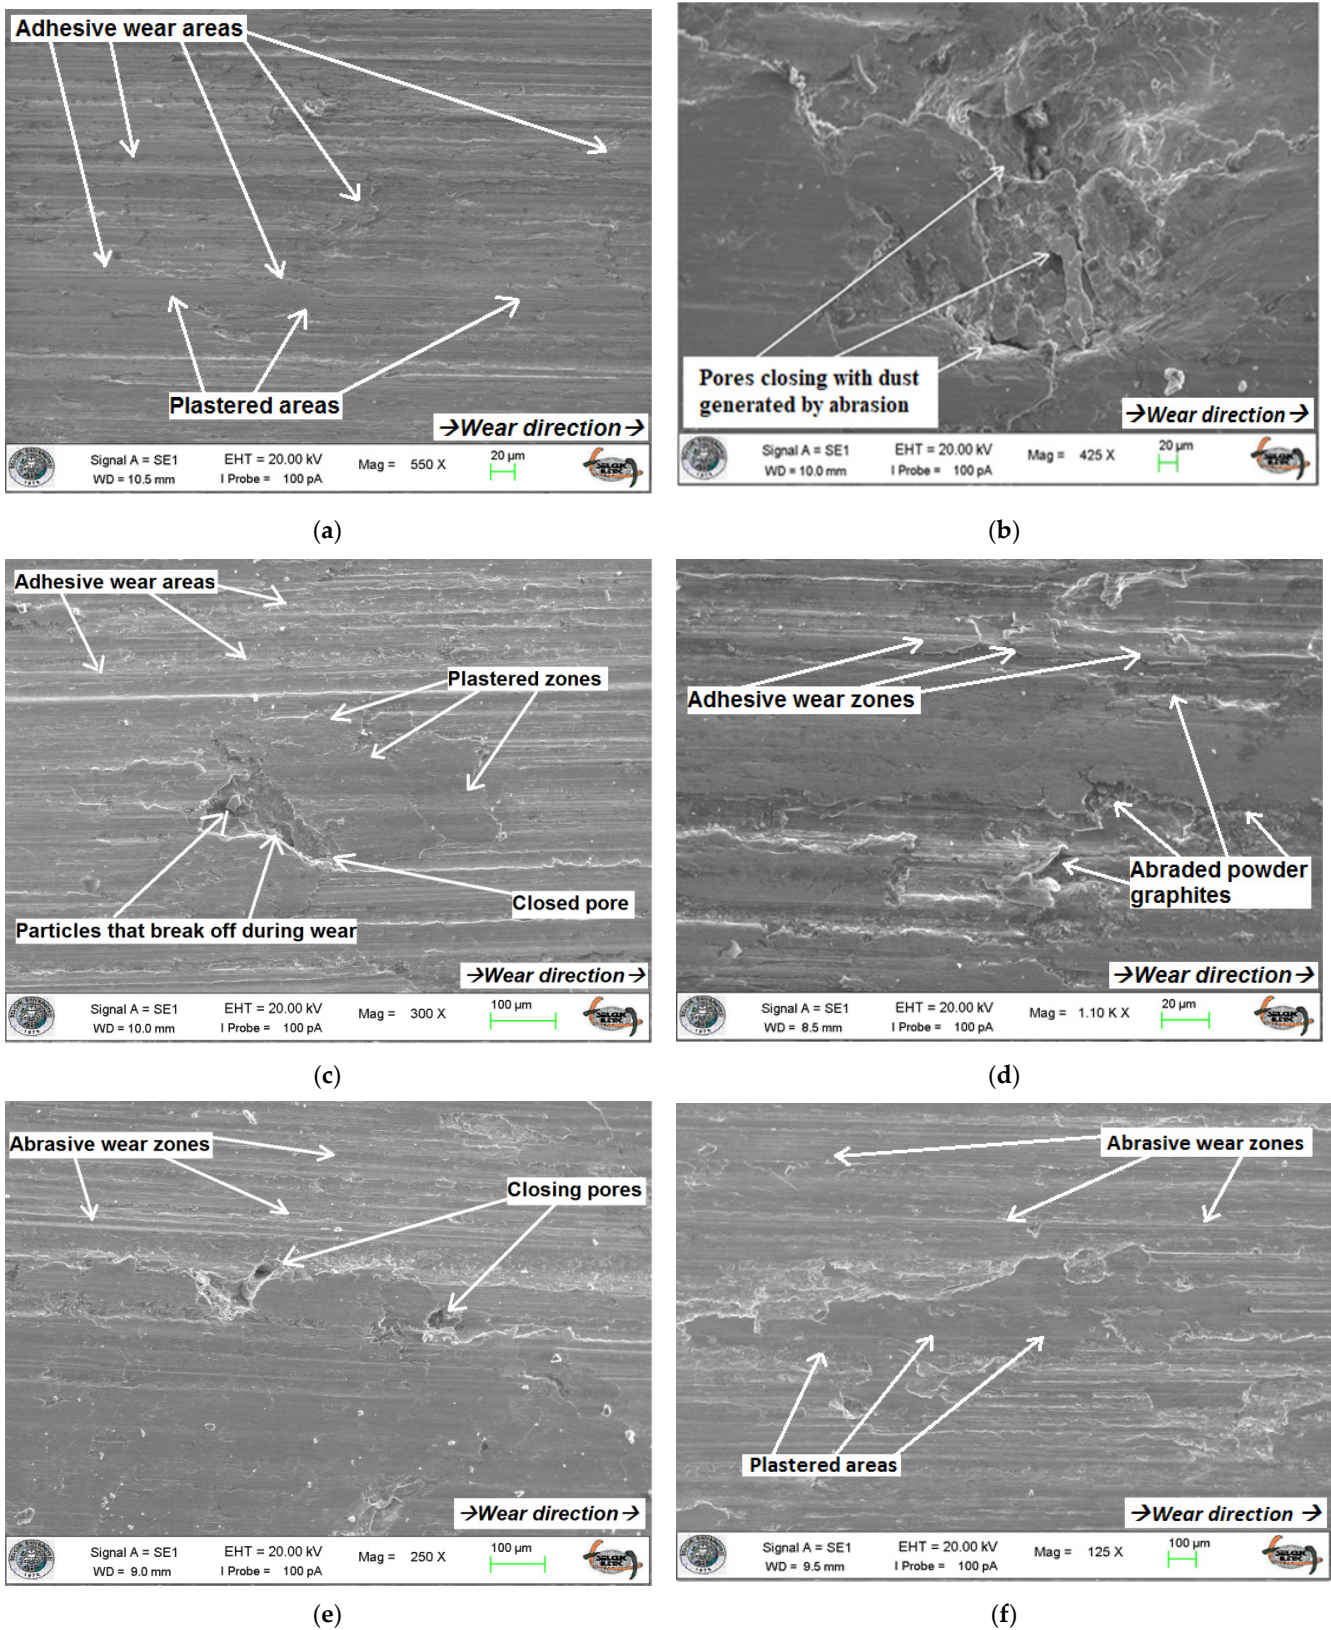 Adhesive wear areas
Plastered areas
→Wear direction→
Signal A = SE1 EHT = 20.00 kV Mag = 550 X 20 µm
WD = 10.5 mm I Probe = 100 pA
(a)
Pores closing with dust
generated by abrasion
→Wear direction→
Signal A = SE1 EHT = 20.00 kV Mag = 425 X 20 µm
WD = 10.0 mm I Probe = 100 pA
(b)
Adhesive wear areas
Plastered zones
Closed pore
Particles that break off during wear
→Wear direction→
Signal A = SE1 EHT = 20.00 kV Mag = 300 X 100 µm
WD = 10.0 mm I Probe = 100 pA
(c)
Adhesive wear zones
Abraded powder
graphites
→Wear direction→
Signal A = SE1 EHT = 20.00 kV Mag = 1.10 K X 20 µm
WD = 8.5 mm I Probe = 100 pA
(d)
Abrasive wear zones
Closing pores
→Wear direction→
Signal A = SE1 EHT = 20.00 kV Mag = 250 X 100 µm
WD = 9.0 mm I Probe = 100 pA
(e)
Abrasive wear zones
Plastered areas
→Wear direction →
Signal A = SE1 EHT = 20.00 kV Mag = 125 X 100 µm
WD = 9.5 mm I Probe = 100 pA
(f)